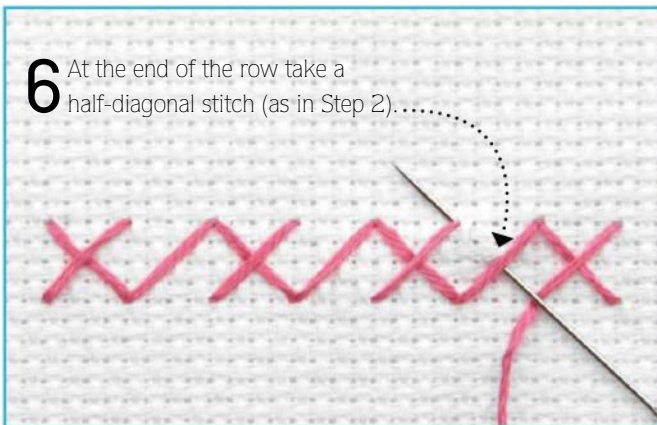 6 At the end of the row take a
half-diagonal stitch (as in Step 2).